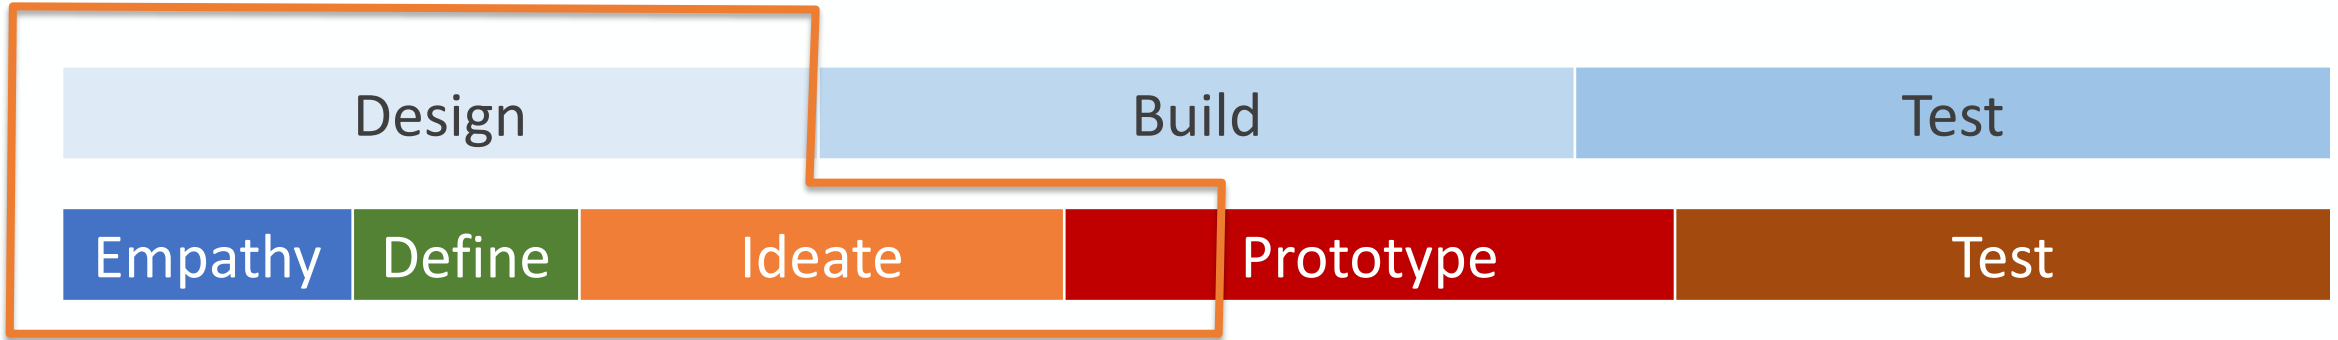 Design Build Test
Empathy Define Ideate Prototype Test